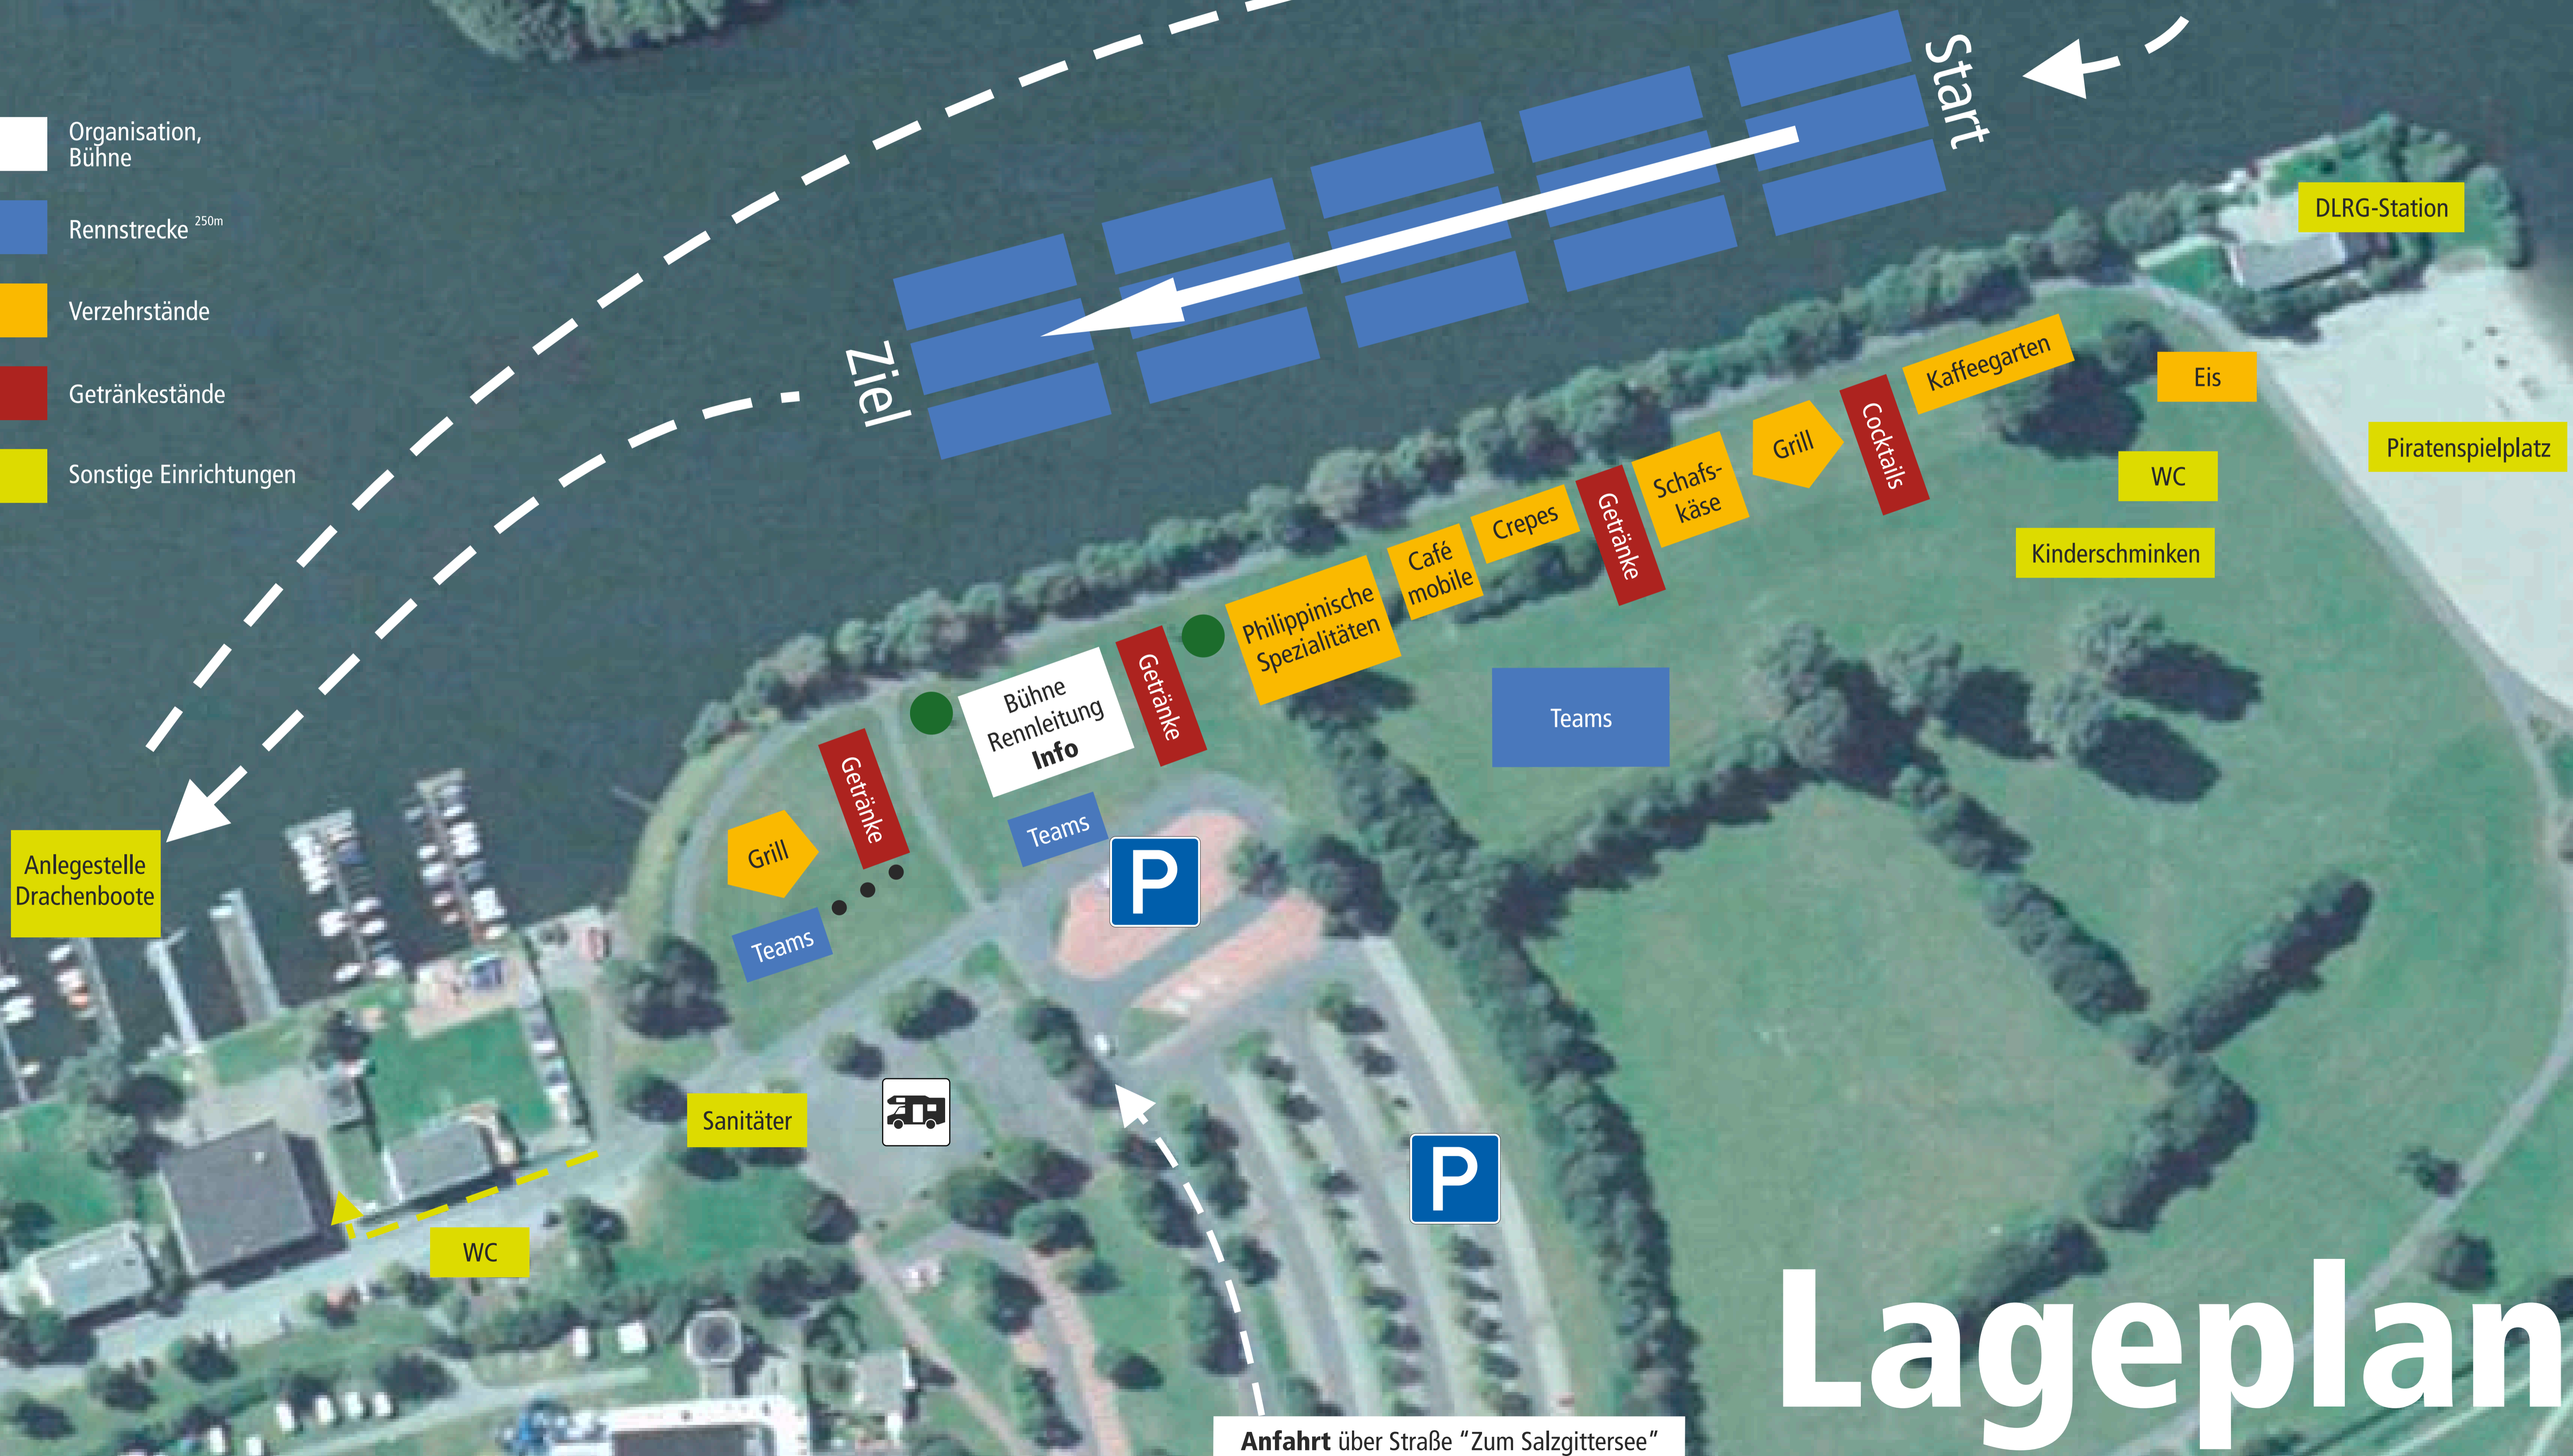 Organisation,
Bühne
Rennstrecke 250m
Verzehrstände
Getränkestände
Sonstige Einrichtungen
Start
Ziel
DLRG-Station
Kaffeegarten
Eis
Piratenspielplatz
Cocktails
Grill
WC
Schafs-
käse
Getränke
Crepes
Kinderschminken
Café
mobile
Philippinische
Spezialitäten
Getränke
Bühne
Rennleitung
Info
Teams
Getränke
Teams
Grill
P
Anlegestelle
Drachenboote
Teams
Sanitäter
P
WC
Lageplan
Anfahrt über Straße “Zum Salzgittersee”